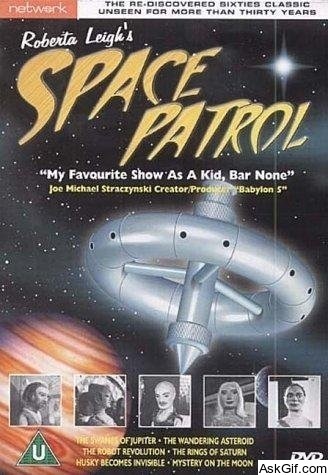 network
THE RE-DISCOVERED SIXTIES CLASSIC
UNSEEN FOR MORE THAN THIRTY YEARS
Roberta Leigh's
SPACE
PATROL
"My Favourite Show As A Kid, Bar None"
Joe Michael Straczynski Creator/Producer "Babylon 5"
THE SWAMPS OF JUPITER • THE WANDERING ASTEROID
THE ROBOT REVOLUTION • THE RINGS OF SATURN
HUSKY BECOMES INVISIBLE • MYSTERY ON THE MOON
U
DVD
AskGif.com